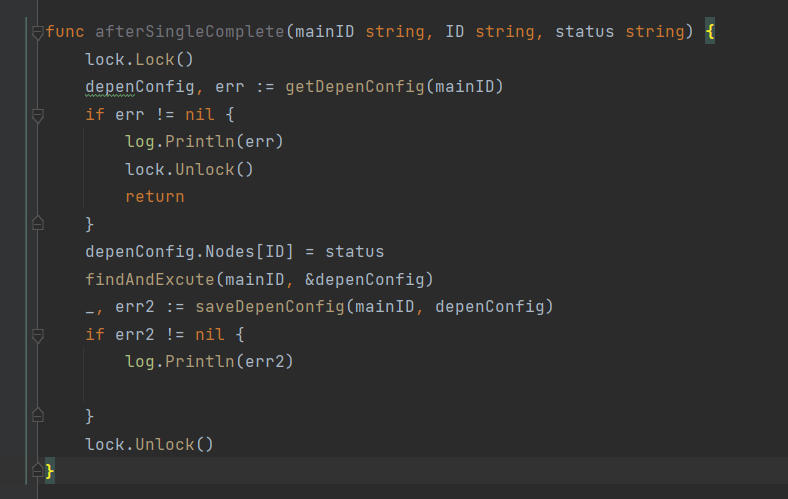 func afterSingleComplete(mainID string, ID string, status string) {
    lock.Lock()
    depenConfig, err := getDepenConfig(mainID)
    if err != nil {
        log.Println(err)
        lock.Unlock()
        return
    }
    depenConfig.Nodes[ID] = status
    findAndExcute(mainID, &depenConfig)
    _, err2 := saveDepenConfig(mainID, depenConfig)
    if err2 != nil {
        log.Println(err2)
    }
    lock.Unlock()
}